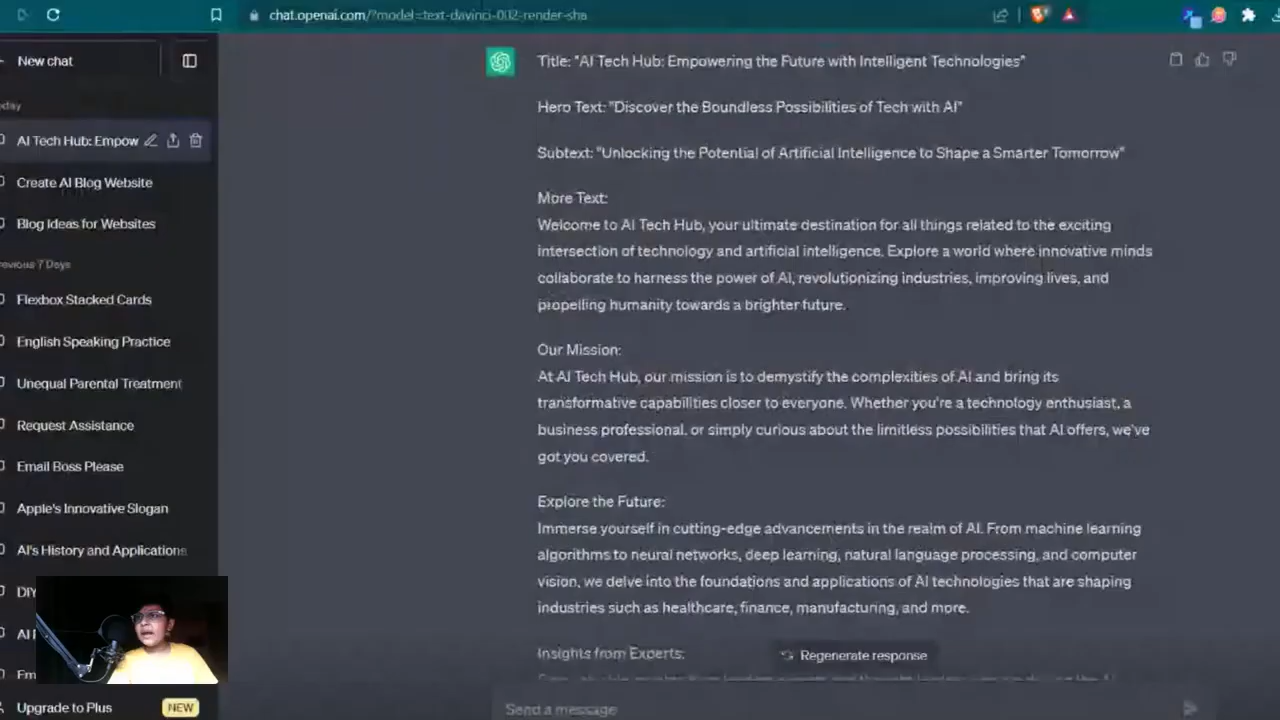 chat.openai.com/?model=text-davinci-002-render-sha
New chat
AI Tech Hub: Empow
Create AI Blog Website
Blog Ideas for Websites
7 Days
Flexbox Stacked Cards
English Speaking Practice
Unequal Parental Treatment
Request Assistance
Email Boss Please
Apple's Innovative Slogan
AI's History and Applications
Upgrade to Plus
NEW
Title: "AI Tech Hub: Empowering the Future with Intelligent Technologies"
Hero Text: "Discover the Boundless Possibilities of Tech with AI"
Subtext: "Unlocking the Potential of Artificial Intelligence to Shape a Smarter Tomorrow"
More Text:
Welcome to AI Tech Hub, your ultimate destination for all things related to the exciting
intersection of technology and artificial intelligence. Explore a world where innovative minds
collaborate to harness the power of AI, revolutionizing industries, improving lives, and
propelling humanity towards a brighter future.
Our Mission:
At AI Tech Hub, our mission is to demystify the complexities of AI and bring its
transformative capabilities closer to everyone. Whether you're a technology enthusiast, a
business professional, or simply curious about the limitless possibilities that AI offers, we've
got you covered.
Explore the Future:
Immerse yourself in cutting-edge advancements in the realm of AI. From machine learning
algorithms to neural networks, deep learning, natural language processing, and computer
vision, we delve into the foundations and applications of AI technologies that are shaping
industries such as healthcare, finance, manufacturing, and more.
Insights from Experts:
Regenerate response
Send a message